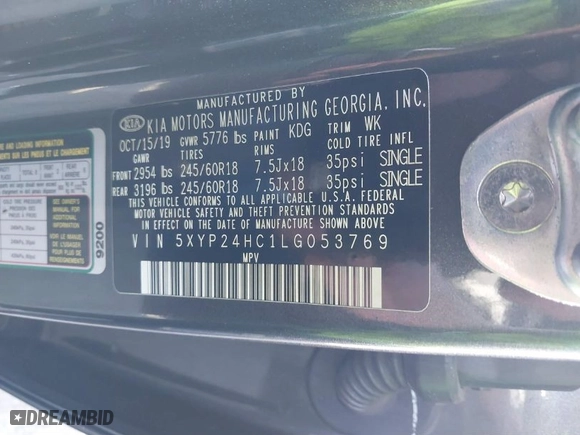 MANUFACTURED BY
KIA KIA MOTORS MANUFACTURING GEORGIA, INC.
OCT/15/19 GVWR 5776 lbs PAINT KDG TRIM WK
GAWR TIRES RIMS COLD TIRE INFL
FRONT 2954 lbs 245/60R18 7.5Jx18 35psi SINGLE
REAR 3196 lbs 245/60R18 7.5Jx18 35psi SINGLE
THIS VEHICLE CONFORMS TO ALL APPLICABLE U.S.A. FEDERAL
MOTOR VEHICLE SAFETY AND THEFT PREVENTION STANDARDS
IN EFFECT ON THE DATE OF MANUFACTURE SHOWN ABOVE.
VIN 5XYP24HC1LG053769
MPV
AND LOADING INFORMATION
9200
DREAMBID